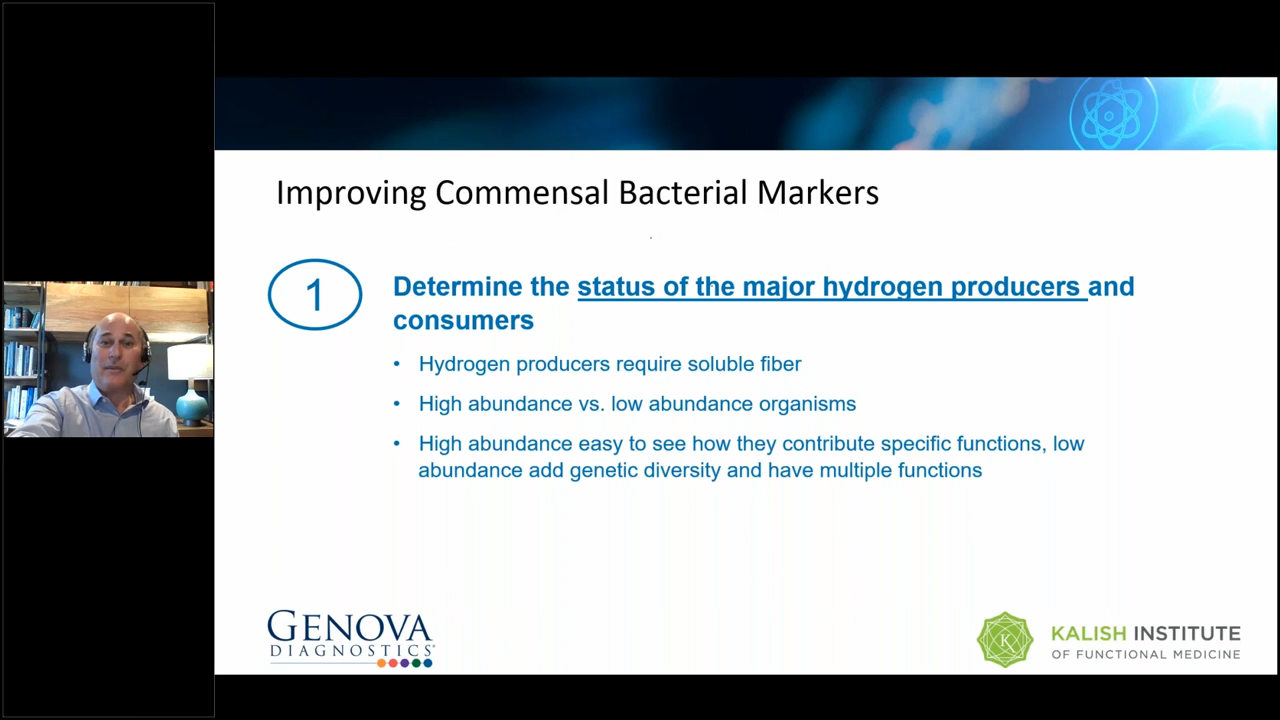 Improving Commensal Bacterial Markers
1
Determine the status of the major hydrogen producers and
consumers
• Hydrogen producers require soluble fiber
• High abundance vs. low abundance organisms
• High abundance easy to see how they contribute specific functions, low
abundance add genetic diversity and have multiple functions
GENOVA
DIAGNOSTICS
K
KALISH INSTITUTE
OF FUNCTIONAL MEDICINE